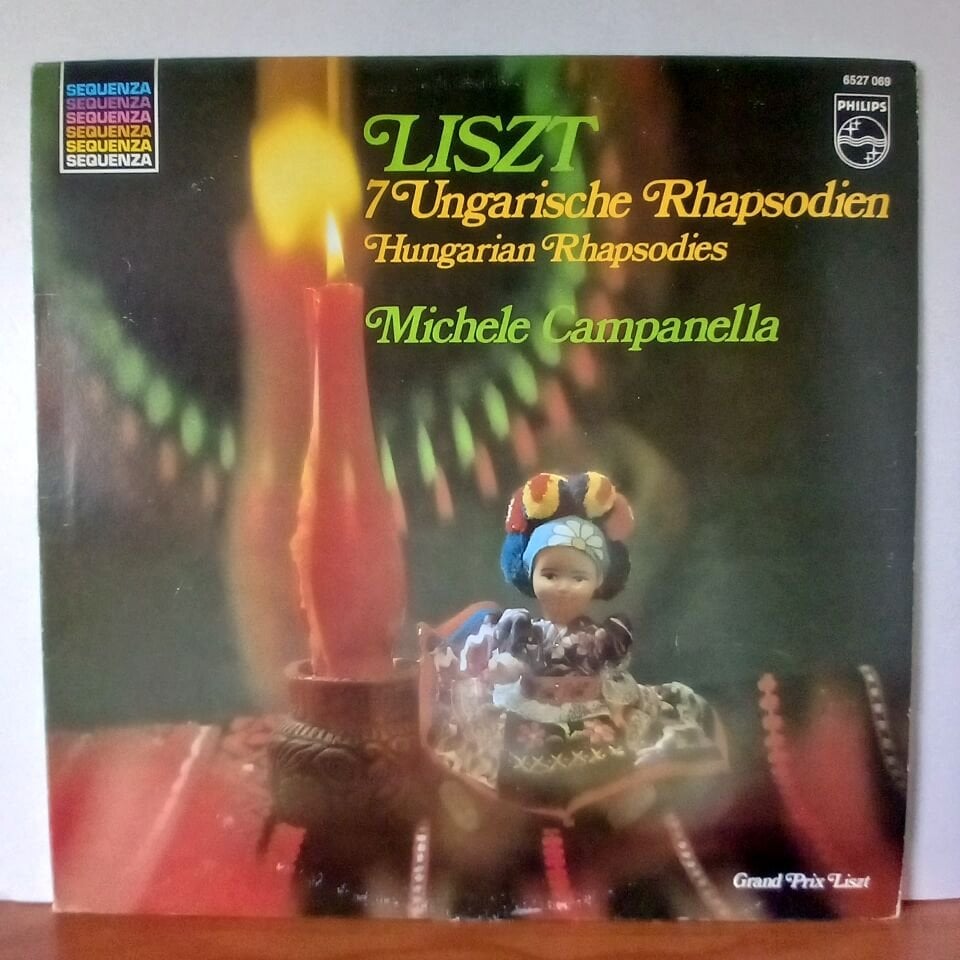 SEQUENZA
SEQUENZA
SEQUENZA
SEQUENZA
SEQUENZA
SEQUENZA
6527 069
PHILIPS
LISZT
7 Ungarische Rhapsodien
Hungarian Rhapsodies
Michele Campanella
Grand Prix Liszt